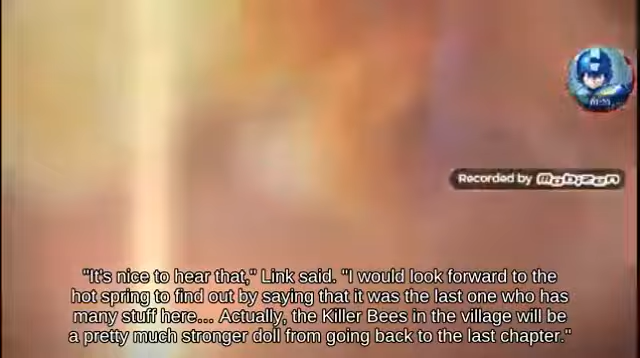 01:20
Recorded by Mobizen
"It's nice to hear that," Link said. "I would look forward to the
hot spring to find out by saying that it was the last one who has
many stuff here... Actually, the Killer Bees in the village will be
a pretty much stronger doll from going back to the last chapter."